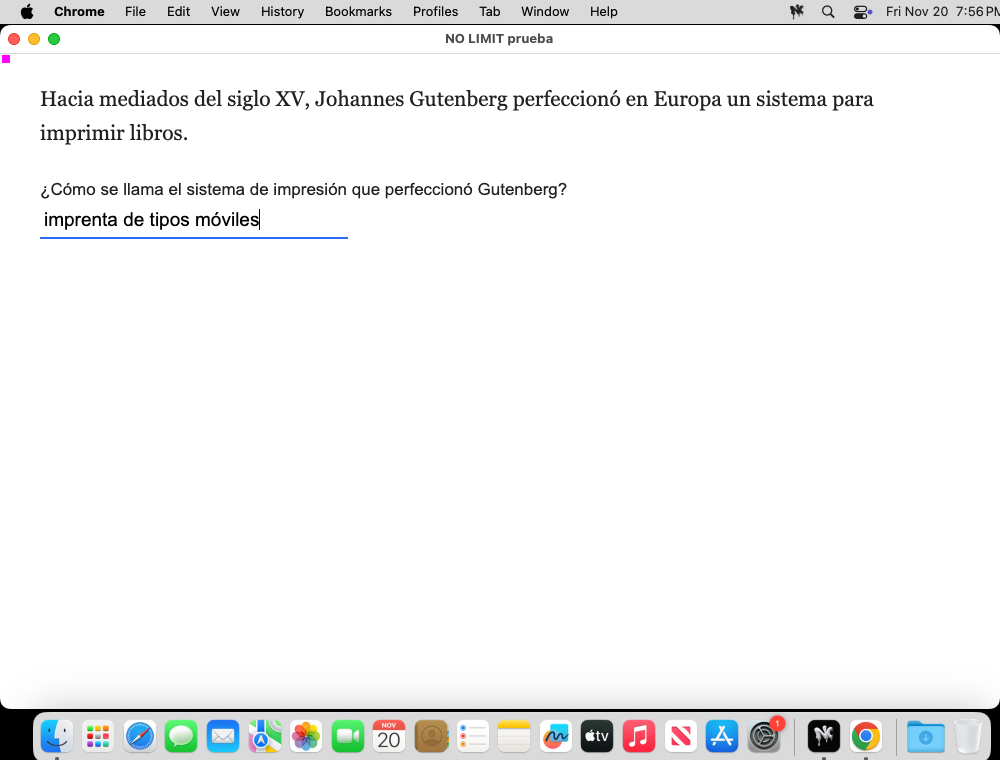 Chrome File Edit View History Bookmarks Profiles Tab Window Help Fri Nov 20 7:56 PM
NO LIMIT prueba
Hacia mediados del siglo XV, Johannes Gutenberg perfeccionó en Europa un sistema para
imprimir libros.
¿Cómo se llama el sistema de impresión que perfeccionó Gutenberg?
imprenta de tipos móviles
NOV
20
tv
1